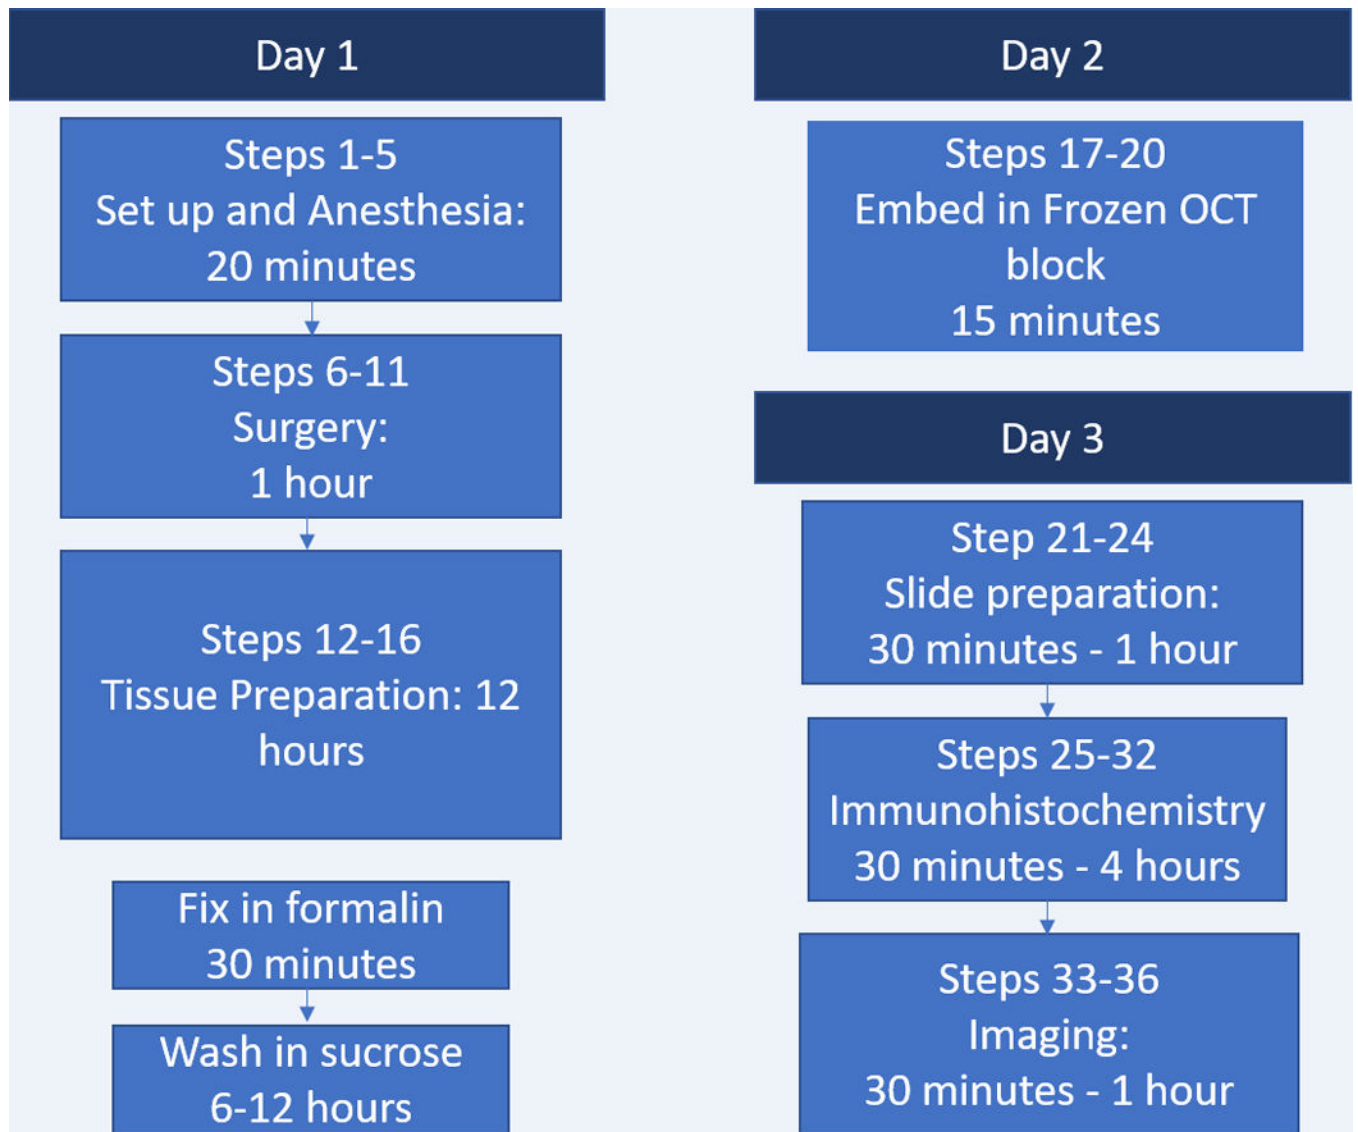 Day 1
Steps 1-5
Set up and Anesthesia:
20 minutes
Steps 6-11
Surgery:
1 hour
Steps 12-16
Tissue Preparation: 12
hours
Fix in formalin
30 minutes
Wash in sucrose
6-12 hours
Day 2
Steps 17-20
Embed in Frozen OCT
block
15 minutes
Day 3
Step 21-24
Slide preparation:
30 minutes - 1 hour
Steps 25-32
Immunohistochemistry
30 minutes - 4 hours
Steps 33-36
Imaging:
30 minutes - 1 hour